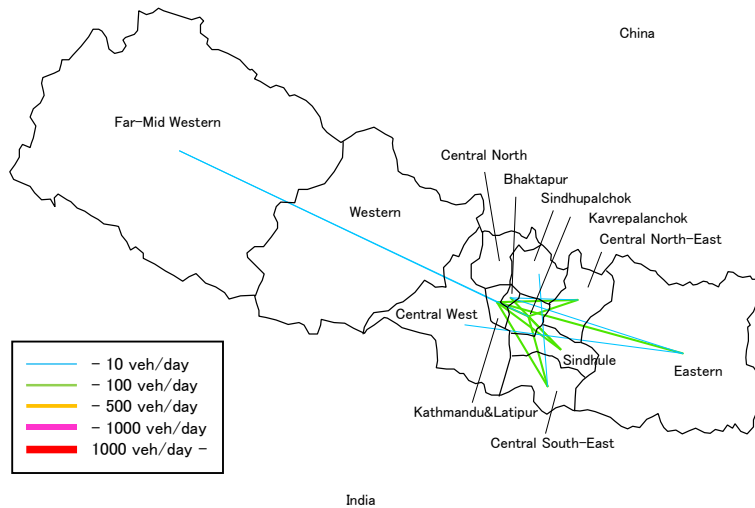 China
Far-Mid Western
Central North
Bhaktapur
Sindhupalchok
Western
Kavrepalanchok
Central North-East
Central West
- 10 veh/day
- 100 veh/day
- 500 veh/day
- 1000 veh/day
1000 veh/day -
Sindhule
Eastern
Kathmandu&Latipur
Central South-East
India